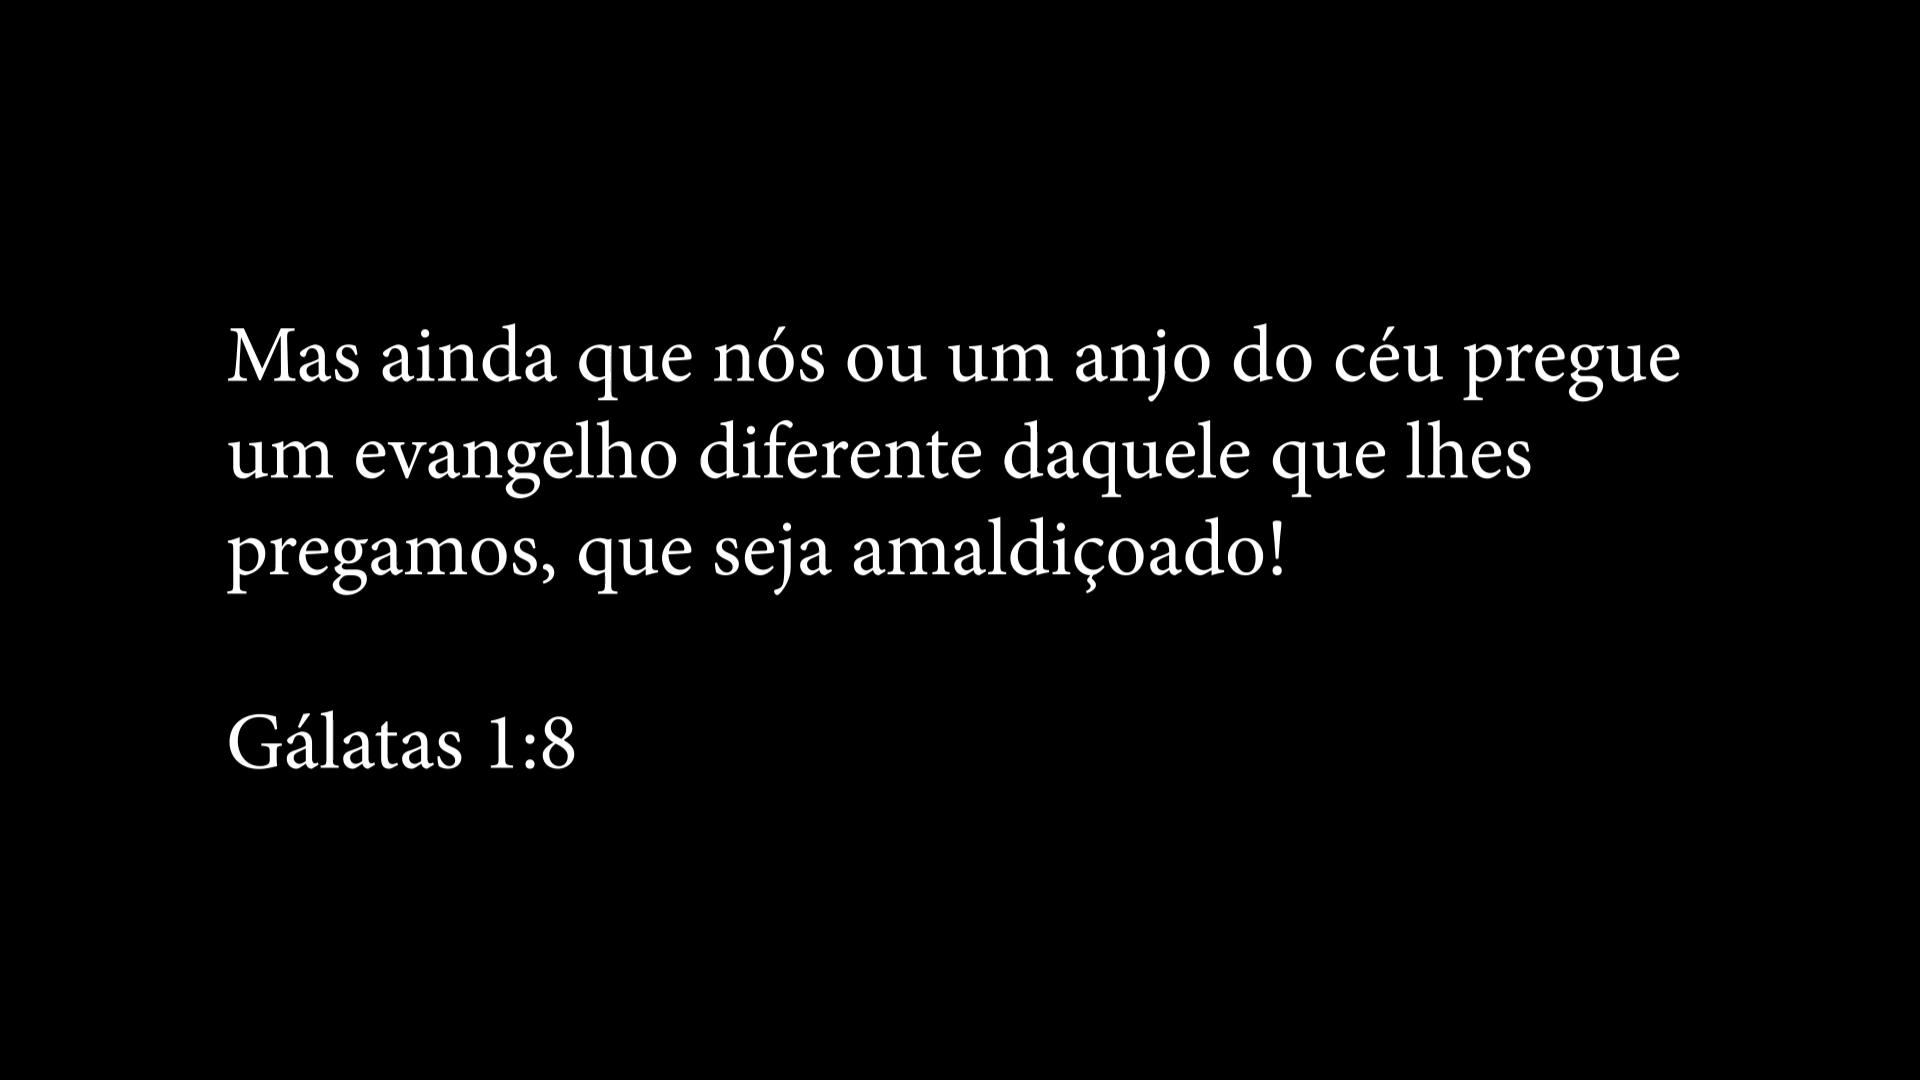 Mas ainda que nós ou um anjo do céu pregue
um evangelho diferente daquele que lhes
pregamos, que seja amaldiçoado!
Gálatas 1:8